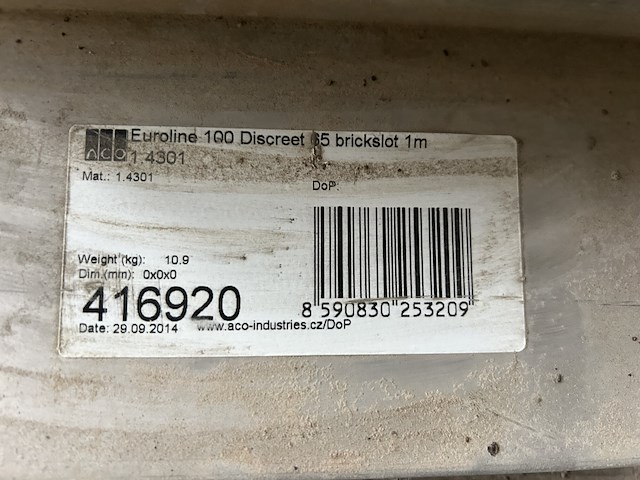 ACO
Euroline 100 Discreet 65 brickslot 1m
1.4301
Mat.: 1.4301
DoP:
Weight (kg): 10.9
Dim.(mm): 0x0x0
416920
8 590830 253209
Date: 29.09.2014 www.aco-industries.cz/DoP